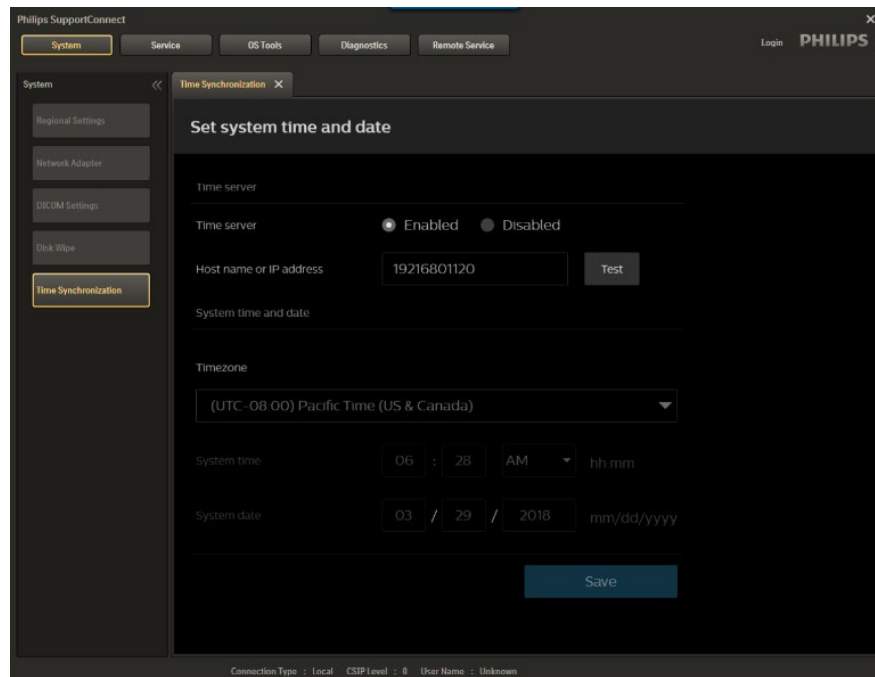 Philips SupportConnect
System Service OS Tools Diagnostics Remote Service Login PHILIPS
System Time Synchronization
Regional Settings
Set system time and date
Network Adapter
Time server
DICOM Settings
Time server Enabled Disabled
Disk Wipe
Host name or IP address 19216801120 Test
Time Synchronization
System time and date
Timezone
(UTC-08:00) Pacific Time (US & Canada)
System time 06 : 28 AM hh:mm
System date 03 / 29 / 2018 mm/dd/yyyy
Save
Connection Type : Local CSIP Level : 0 User Name : Unknown